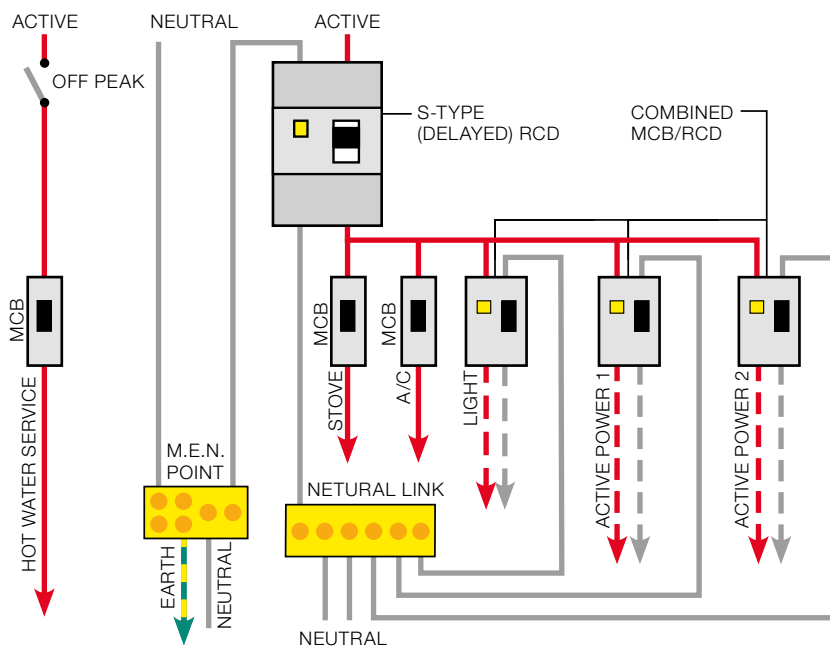 ACTIVE
NEUTRAL
ACTIVE
OFF PEAK
S-TYPE
(DELAYED) RCD
COMBINED
MCB/RCD
MCB
MCB
MCB
HOT WATER SERVICE
STOVE
A/C
LIGHT
ACTIVE POWER 1
ACTIVE POWER 2
M.E.N.
POINT
NETURAL LINK
EARTH
NEUTRAL
NEUTRAL